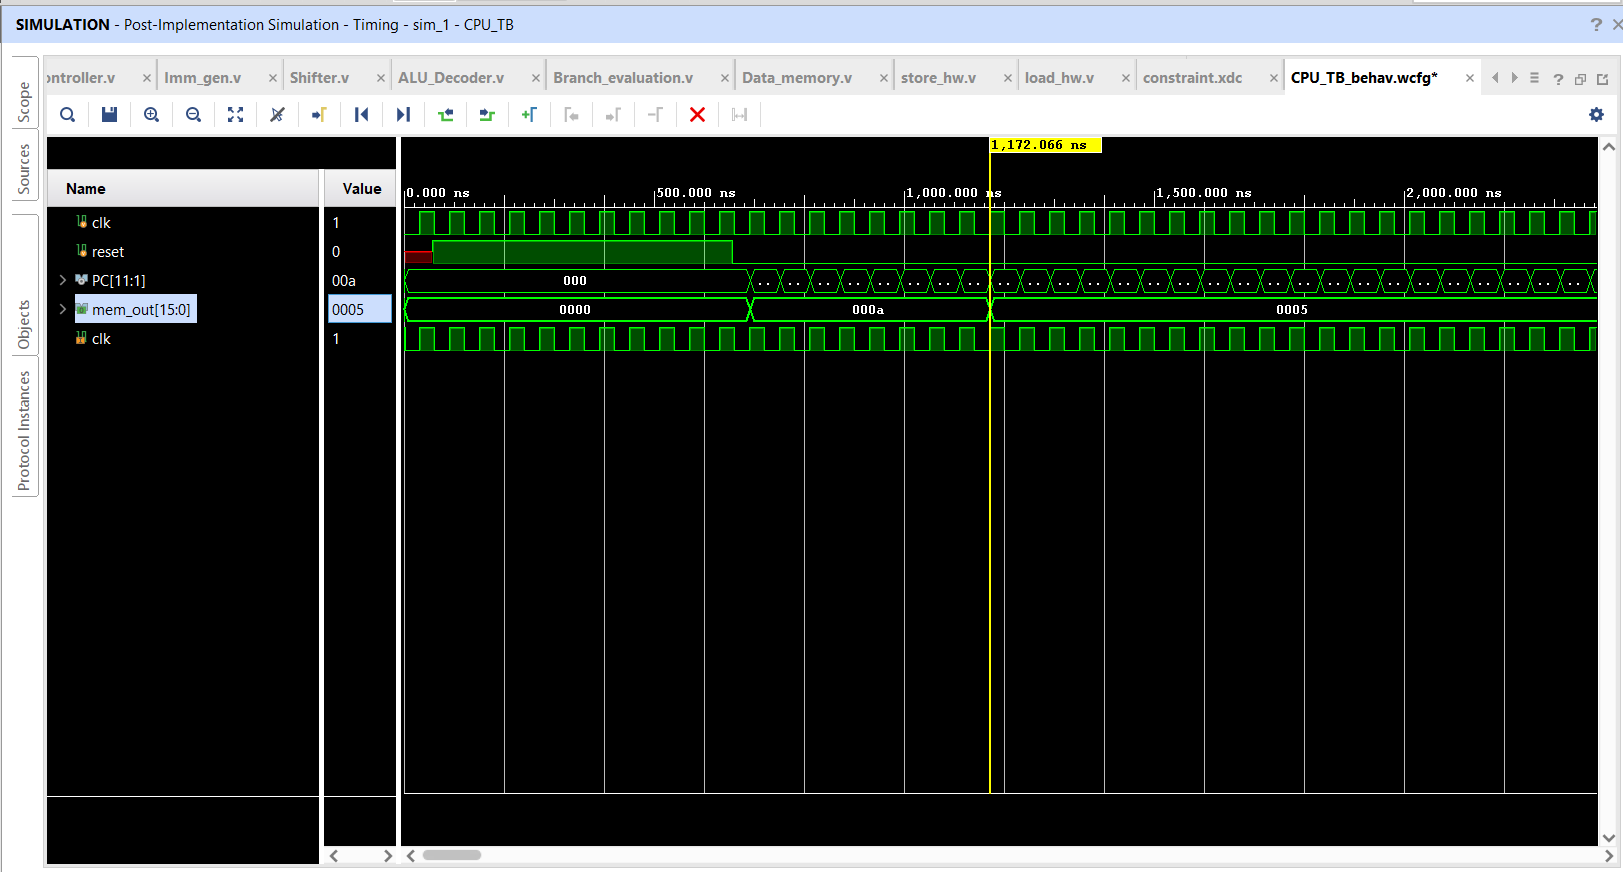 SIMULATION - Post-Implementation Simulation - Timing - sim_1 - CPU_TB
ontroller.v Imm_gen.v Shifter.v ALU_Decoder.v Branch_evaluation.v Data_memory.v store_hw.v load_hw.v constraint.xdc CPU_TB_behav.wcfg*
Scope
Sources
Objects
Protocol Instances
1,172.066 ns
Name Value
0.000 ns 500.000 ns 1,000.000 ns 1,500.000 ns 2,000.000 ns
clk 1
reset 0
PC[11:1] 00a 000 .. .. .. .. .. .. .. .. .. .. .. .. .. .. .. .. .. .. .. .. .. .. .. .. .. .. .. ..
mem_out[15:0] 0005 0000 000a 0005
clk 1